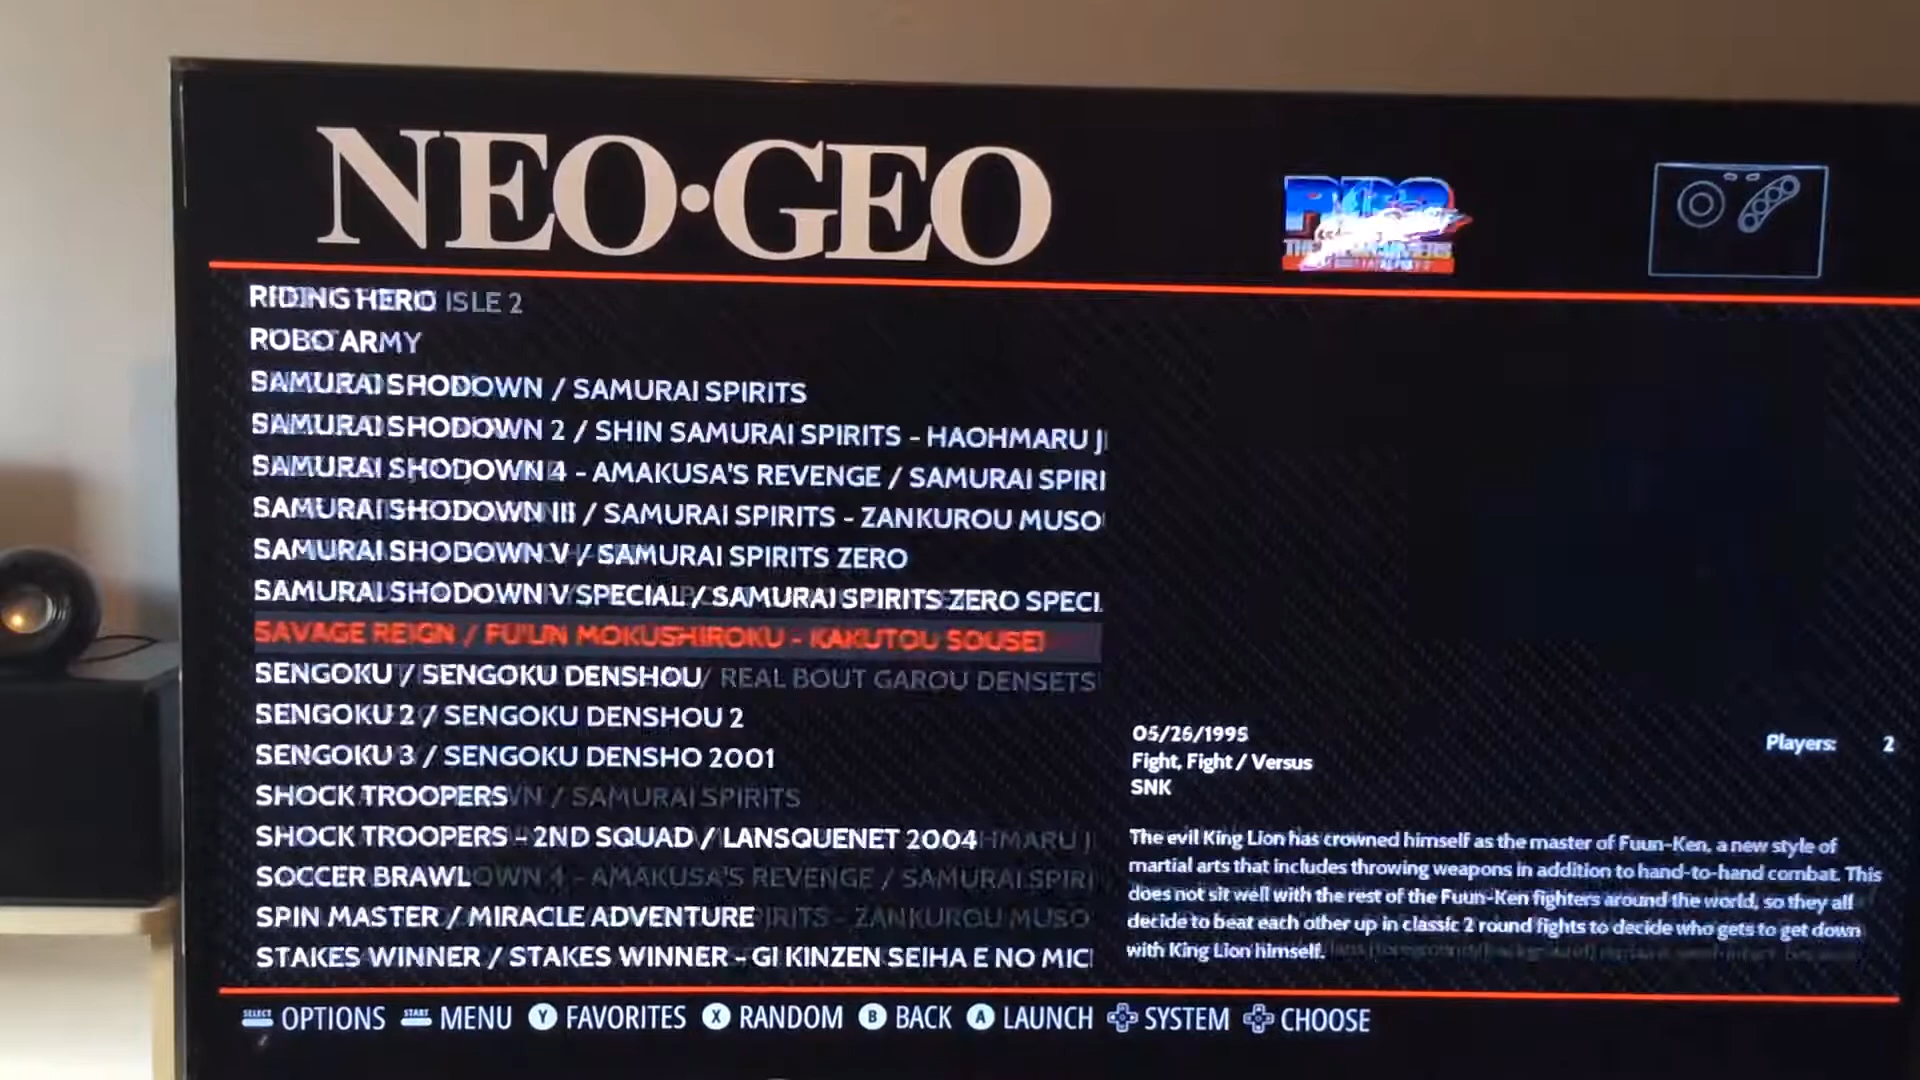 NEO·GEO
RIDING HERO ISLE 2
ROBO ARMY
SAMURAI SHODOWN / SAMURAI SPIRITS
SAMURAI SHODOWN 2 / SHIN SAMURAI SPIRITS - HAOHMARU JI
SAMURAI SHODOWN 4 - AMAKUSA'S REVENGE / SAMURAI SPIRI
SAMURAI SHODOWN III / SAMURAI SPIRITS - ZANKUROU MUSO
SAMURAI SHODOWN V / SAMURAI SPIRITS ZERO
SAMURAI SHODOWN V SPECIAL / SAMURAI SPIRITS ZERO SPECI
SAVAGE REIGN / FU'UN MOKUSHIROKU - KAKUTOU SOUSEI
SENGOKU / SENGOKU DENSHOU / REAL BOUT GAROU DENSETS
SENGOKU 2 / SENGOKU DENSHOU 2
SENGOKU 3 / SENGOKU DENSHO 2001
SHOCK TROOPERS / SAMURAI SPIRITS
SHOCK TROOPERS - 2ND SQUAD / LANSQUENET 2004 HMARU JI
SOCCER BRAWL OWN 4 - AMAKUSA'S REVENGE / SAMURAI SPIRI
SPIN MASTER / MIRACLE ADVENTURE PIRITS - ZANKUROU MUSO
STAKES WINNER / STAKES WINNER - GI KINZEN SEIHA E NO MICI
05/26/1995
Players: 2
Fight, Fight / Versus
SNK
The evil King Lion has crowned himself as the master of Fuun-Ken, a new style of
martial arts that includes throwing weapons in addition to hand-to-hand combat. This
does not sit well with the rest of the Fuun-Ken fighters around the world, so they all
decide to beat each other up in classic 2 round fights to decide who gets to get down
with King Lion himself.
SELECT OPTIONS START MENU Y FAVORITES X RANDOM B BACK A LAUNCH SYSTEM CHOOSE